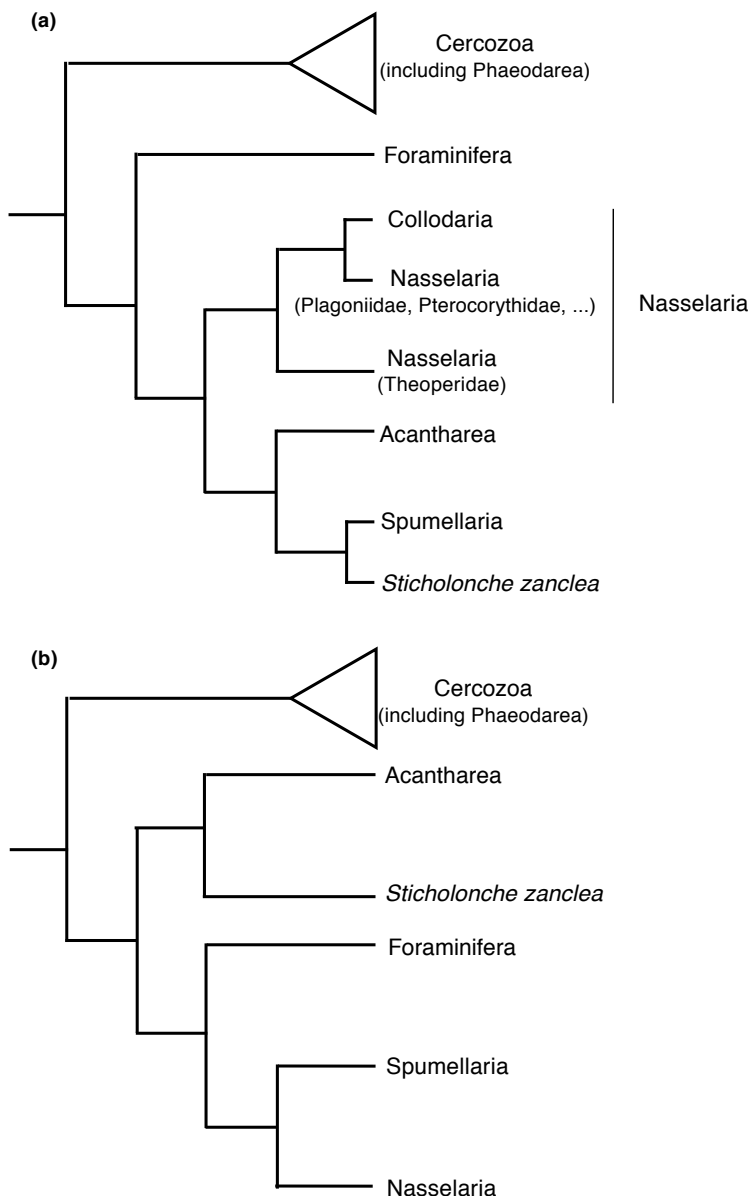 (a)
Cercozoa
(including Phaeodarea)
Foraminifera
Collodaria
Nasselaria
(Plagoniidae, Pterocorythidae, ...)
Nasselaria
Nasselaria
(Theoperidae)
Acantharea
Spumellaria
Sticholonche zanclea
(b)
Cercozoa
(including Phaeodarea)
Acantharea
Sticholonche zanclea
Foraminifera
Spumellaria
Nasselaria